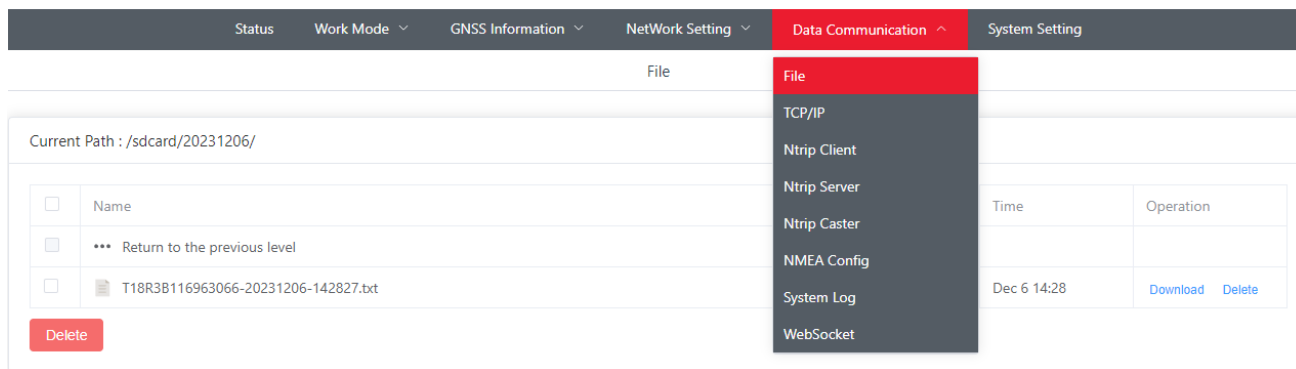 Status Work Mode GNSS Information NetWork Setting Data Communication System Setting
File
File
TCP/IP
Ntrip Client
Ntrip Server
Ntrip Caster
NMEA Config
System Log
WebSocket
Current Path : /sdcard/20231206/
Name Time Operation
••• Return to the previous level
T18R3B116963066-20231206-142827.txt Dec 6 14:28 Download Delete
Delete